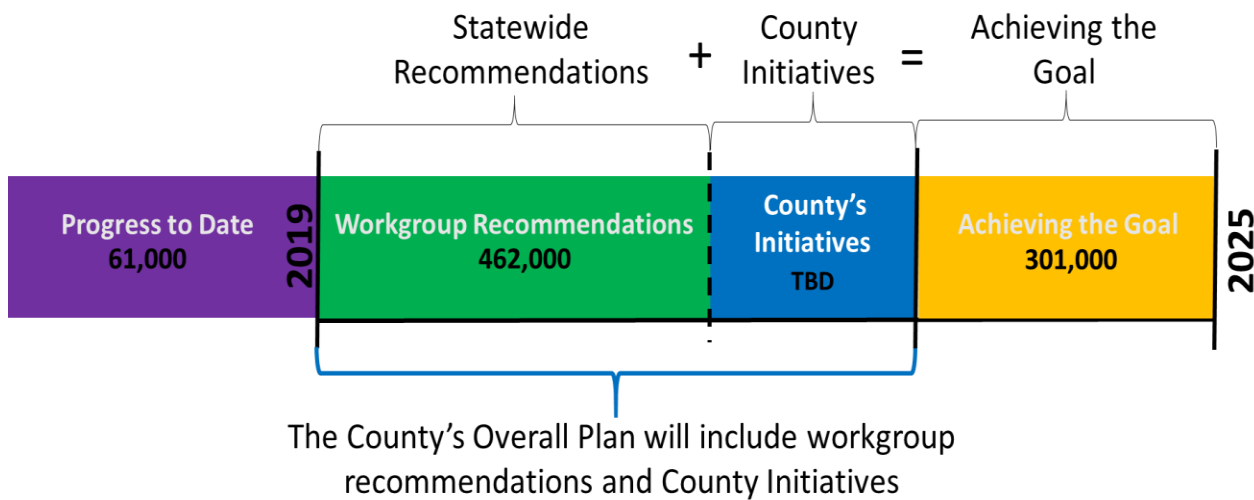 Statewide
Recommendations
+
County
Initiatives
=
Achieving the
Goal
Progress to Date
61,000
2019
Workgroup Recommendations
462,000
County’s
Initiatives
TBD
Achieving the Goal
301,000
2025
The County’s Overall Plan will include workgroup
recommendations and County Initiatives